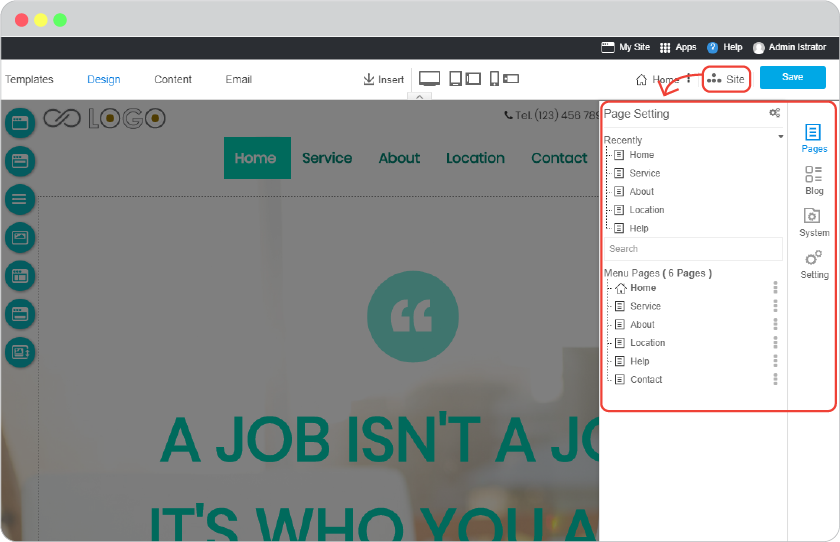 My Site Apps ? Help Admin Istrator
Templates Design Content Email Insert Home Site Save
LOGO
Tel. (123) 456 789
Home Service About Location Contact
A JOB ISN'T A JO
IT'S WHO YOU A
Page Setting
Recently
Home
Service
About
Location
Help
Search
Menu Pages ( 6 Pages )
Home
Service
About
Location
Help
Contact
Pages
Blog
System
Setting